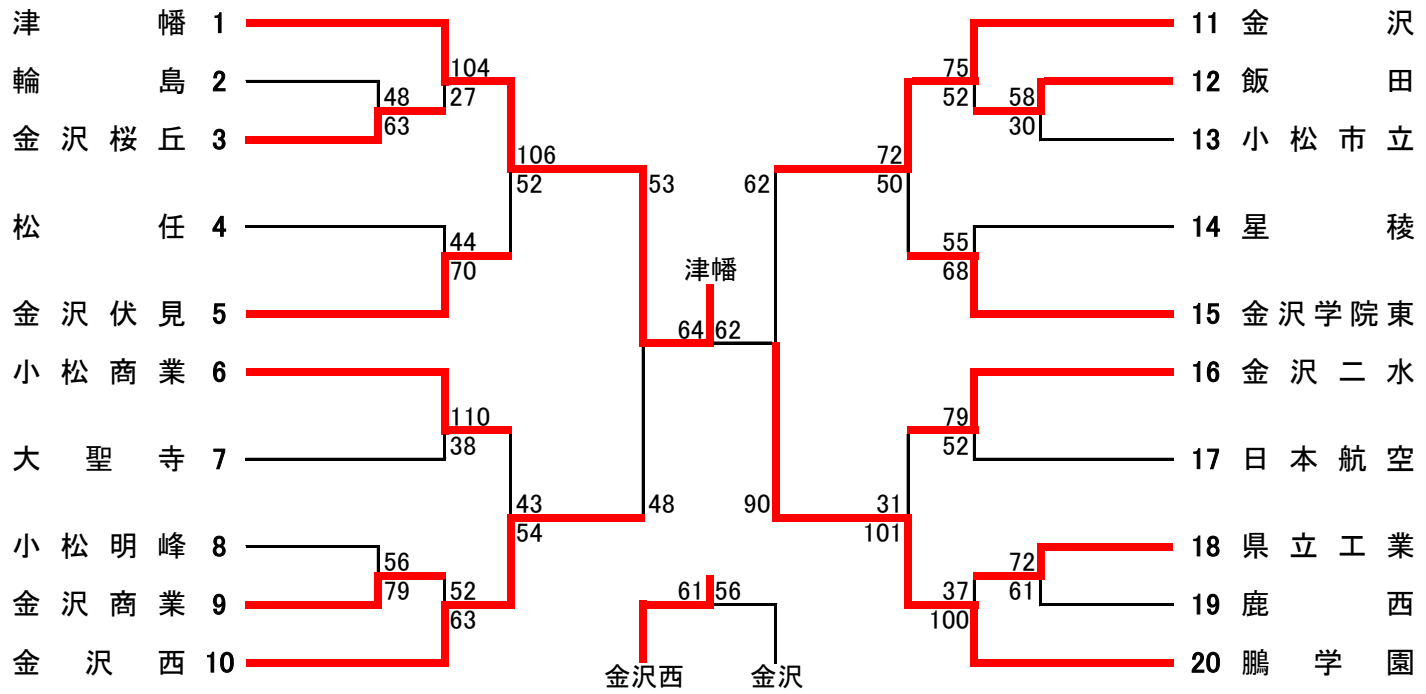 津幡 1
104
27
輪島 2
48
63
金沢桜丘 3
106
52
松任 4
44
70
金沢伏見 5
53
小松商業 6
110
38
大聖寺 7
43
54
48
小松明峰 8
56
79
金沢商業 9
52
63
金沢西 10
津幡
64 62
61 56
金沢西 金沢
11 金沢
75
52
12 飯田
58
30
13 小松市立
72
50
62
14 星稜
55
68
15 金沢学院東
16 金沢二水
79
52
17 日本航空
90
31
101
18 県立工業
72
61
19 鹿西
37
100
20 鵬学園